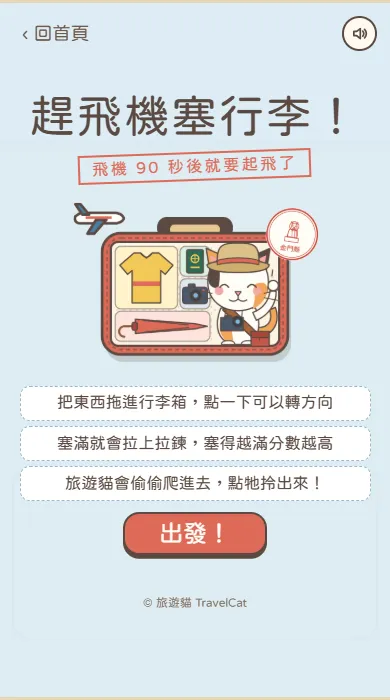 ‹ 回首頁
趕飛機塞行李！
飛機 90 秒後就要起飛了
金門縣
把東西拖進行李箱，點一下可以轉方向
塞滿就會拉上拉鍊，塞得越滿分數越高
旅遊貓會偷偷爬進去，點牠拎出來！
出發！
© 旅遊貓 TravelCat